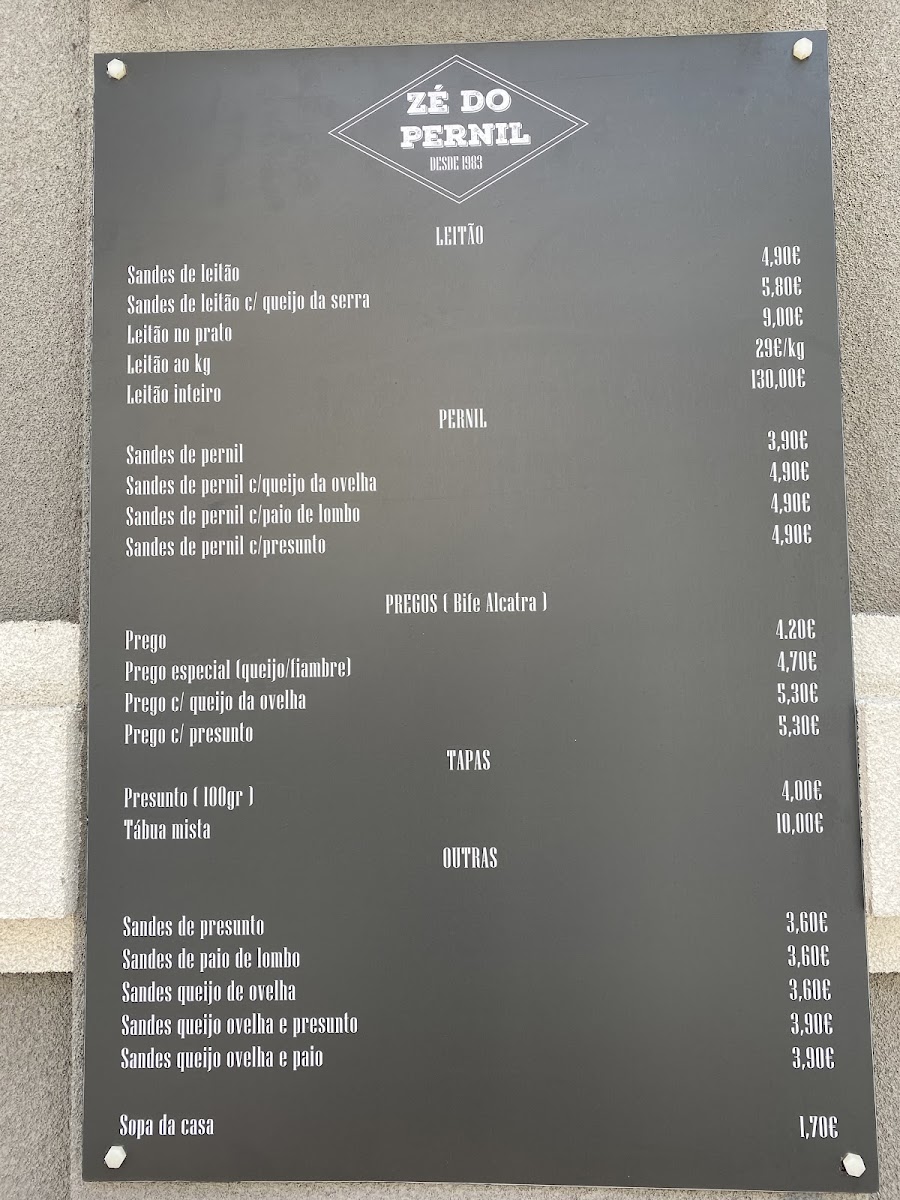 ZÉ DO
PERNIL
DESDE 1983
LEITÃO
Sandes de leitão 4,90€
Sandes de leitão c/ queijo da serra 5,80€
Leitão no prato 9,00€
Leitão ao kg 29€/kg
Leitão inteiro 130,00€
PERNIL
Sandes de pernil 3,90€
Sandes de pernil c/queijo da ovelha 4,90€
Sandes de pernil c/paio de lombo 4,90€
Sandes de pernil c/presunto 4,90€
PREGOS ( Bife Alcatra )
Prego 4.20€
Prego especial (queijo/fiambre) 4,70€
Prego c/ queijo da ovelha 5,30€
Prego c/ presunto 5,30€
TAPAS
Presunto ( 100gr ) 4,00€
Tábua mista 10,00€
OUTRAS
Sandes de presunto 3,60€
Sandes de paio de lombo 3,60€
Sandes queijo de ovelha 3,60€
Sandes queijo ovelha e presunto 3,90€
Sandes queijo ovelha e paio 3,90€
Sopa da casa 1,70€